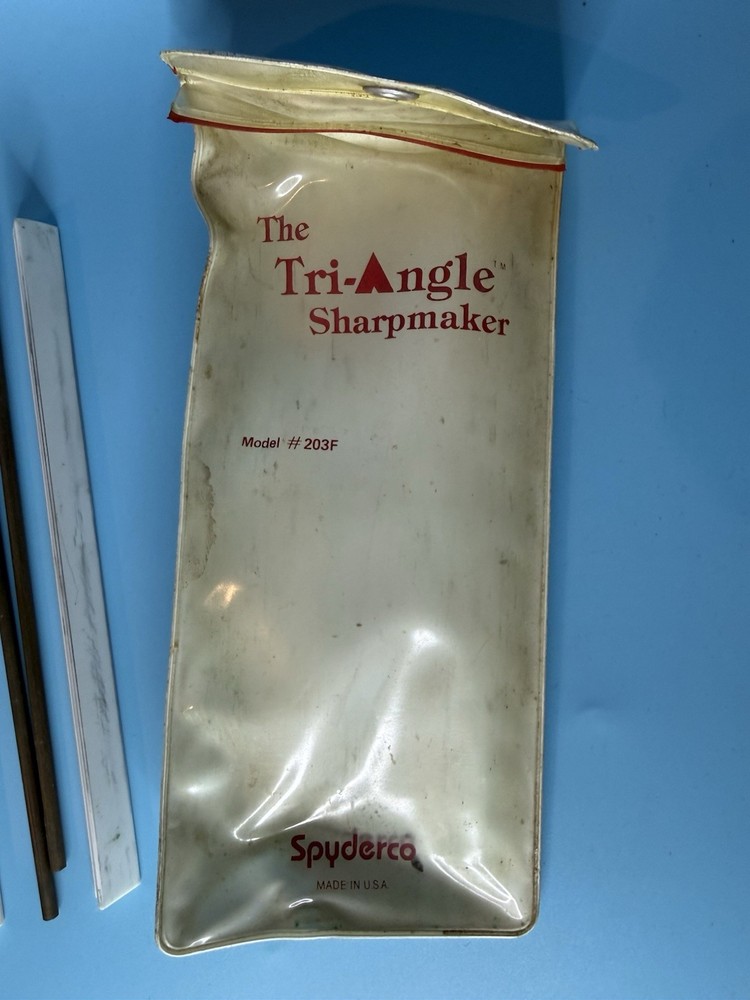 The
Tri-Angle™
Sharpmaker
Model #203F
Spyderco
MADE IN U.S.A.